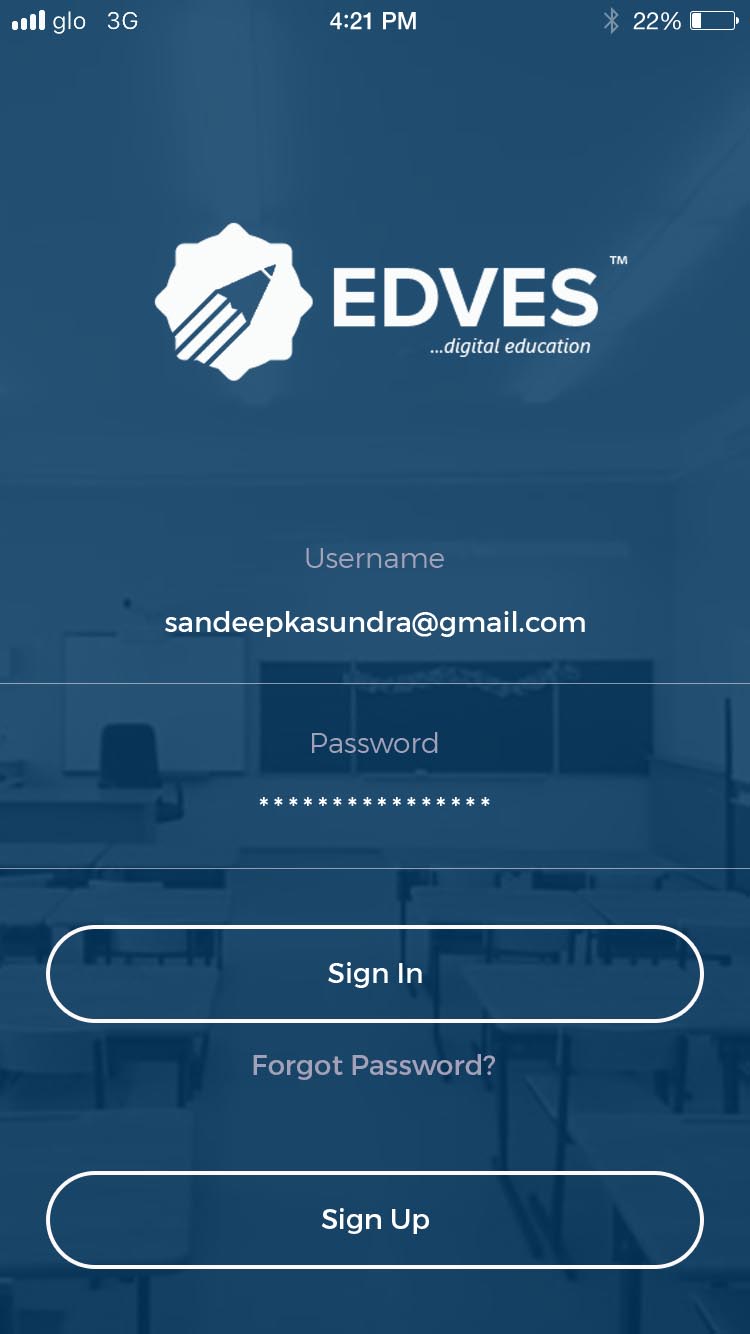 glo 3G 4:21 PM 22%
EDVES™
...digital education
Username
sandeepkasundra@gmail.com
Password
****************
Sign In
Forgot Password?
Sign Up